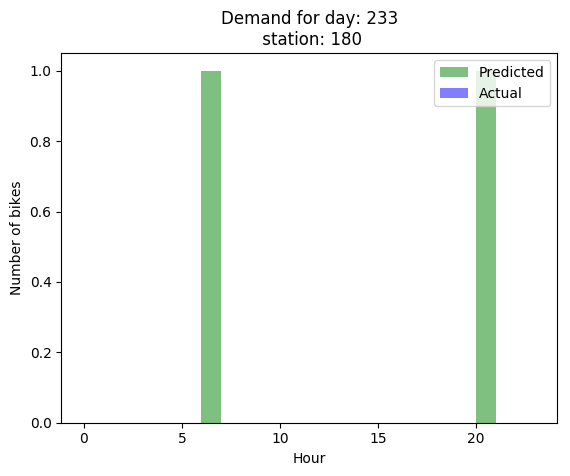 Demand for day: 233
station: 180
Predicted
Actual
1.0
0.8
0.6
0.4
0.2
0.0
Number of bikes
0
5
10
15
20
Hour